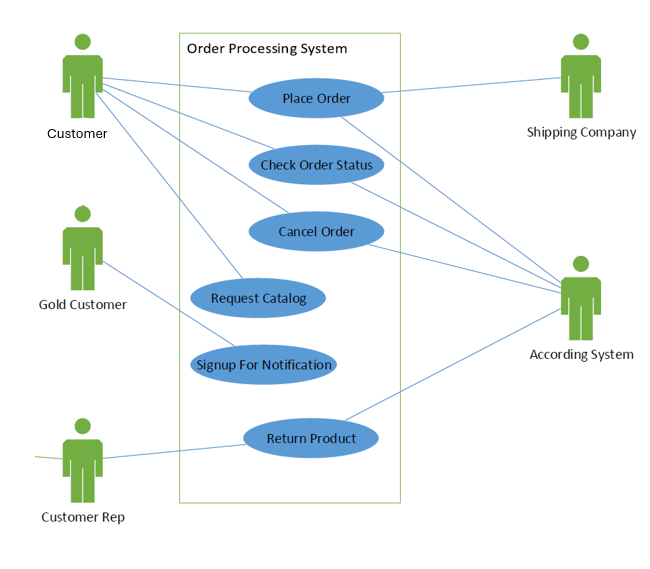 Order Processing System
Customer
Place Order
Shipping Company
Check Order Status
Cancel Order
Gold Customer
Request Catalog
According System
Signup For Notification
Return Product
Customer Rep